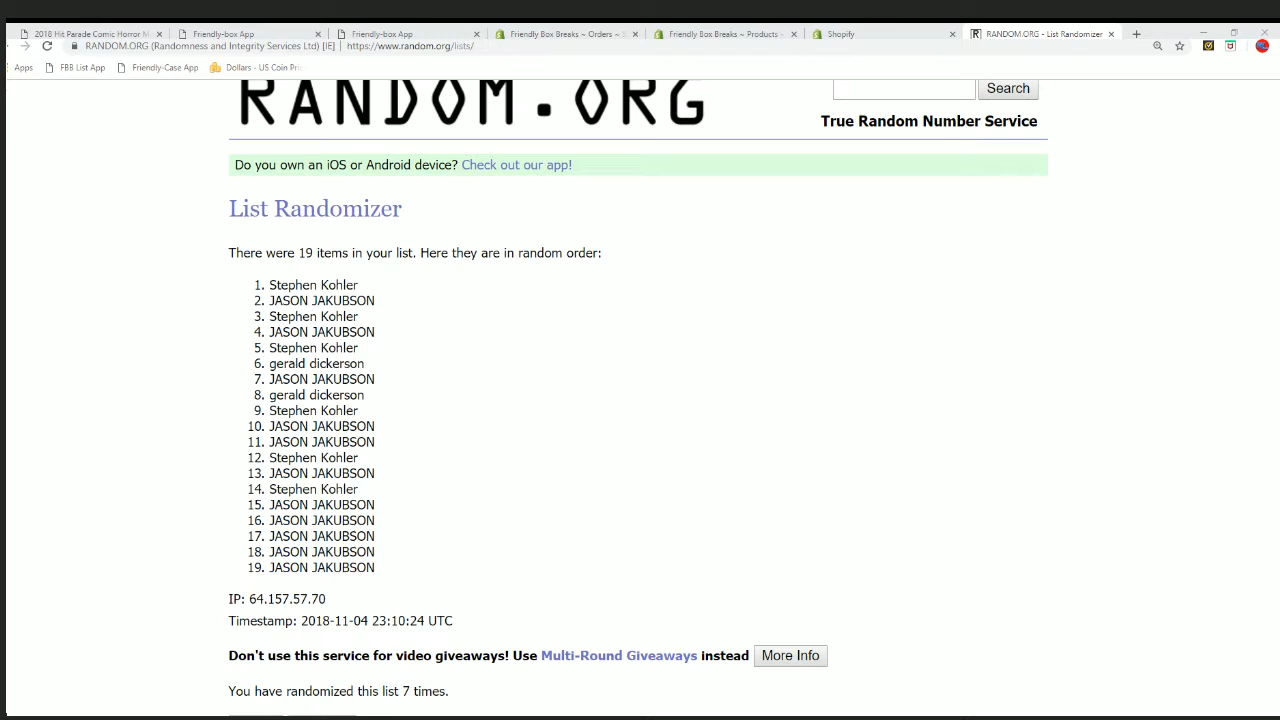 2018 Hit Parade Comic Horror M
Friendly-box App
Friendly-box App
Friendly Box Breaks ~ Orders ~
Friendly Box Breaks ~ Products ~
Shopify
RANDOM.ORG - List Randomizer
RANDOM.ORG (Randomness and Integrity Services Ltd) [IE] | https://www.random.org/lists/
Apps
FBB List App
Friendly-Case App
Dollars - US Coin Pric
RANDOM.ORG
Search
True Random Number Service
Do you own an iOS or Android device? Check out our app!
List Randomizer
There were 19 items in your list. Here they are in random order:
1. Stephen Kohler
2. JASON JAKUBSON
3. Stephen Kohler
4. JASON JAKUBSON
5. Stephen Kohler
6. gerald dickerson
7. JASON JAKUBSON
8. gerald dickerson
9. Stephen Kohler
10. JASON JAKUBSON
11. JASON JAKUBSON
12. Stephen Kohler
13. JASON JAKUBSON
14. Stephen Kohler
15. JASON JAKUBSON
16. JASON JAKUBSON
17. JASON JAKUBSON
18. JASON JAKUBSON
19. JASON JAKUBSON
IP: 64.157.57.70
Timestamp: 2018-11-04 23:10:24 UTC
Don't use this service for video giveaways! Use Multi-Round Giveaways instead More Info
You have randomized this list 7 times.